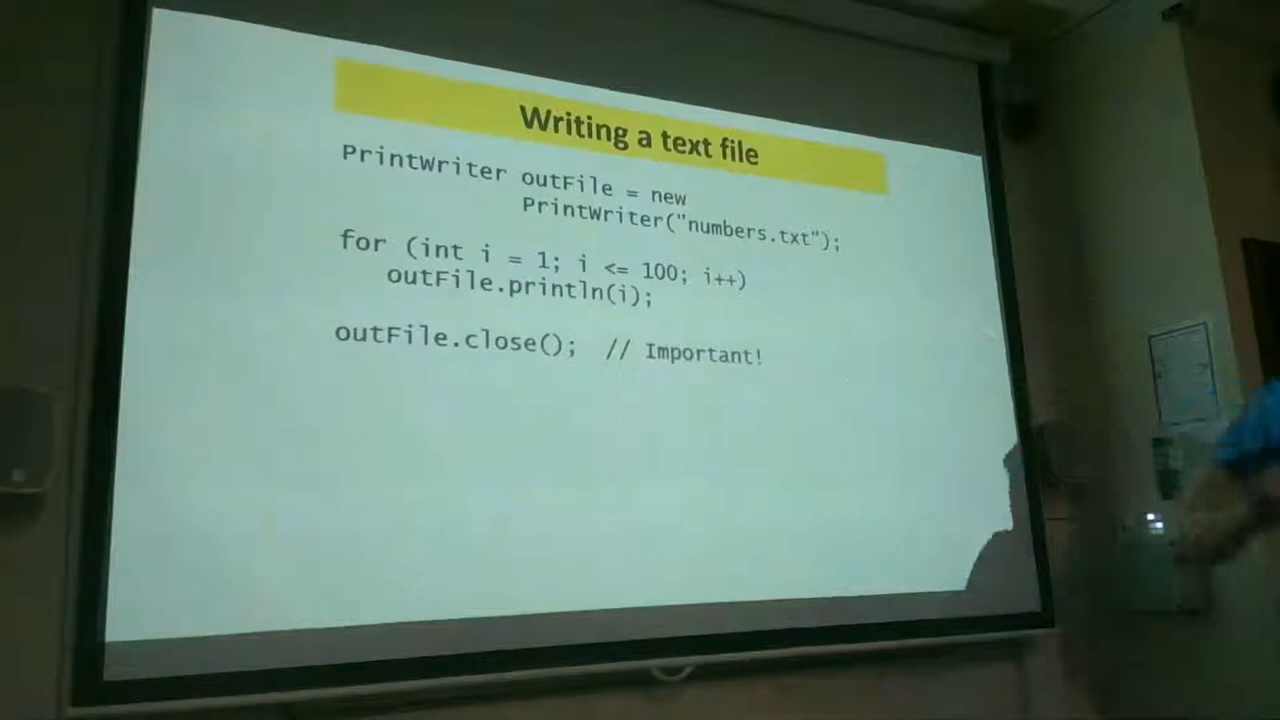 Writing a text file
PrintWriter outFile = new
PrintWriter("numbers.txt");
for (int i = 1; i <= 100; i++)
outFile.println(i);
outFile.close(); // Important!